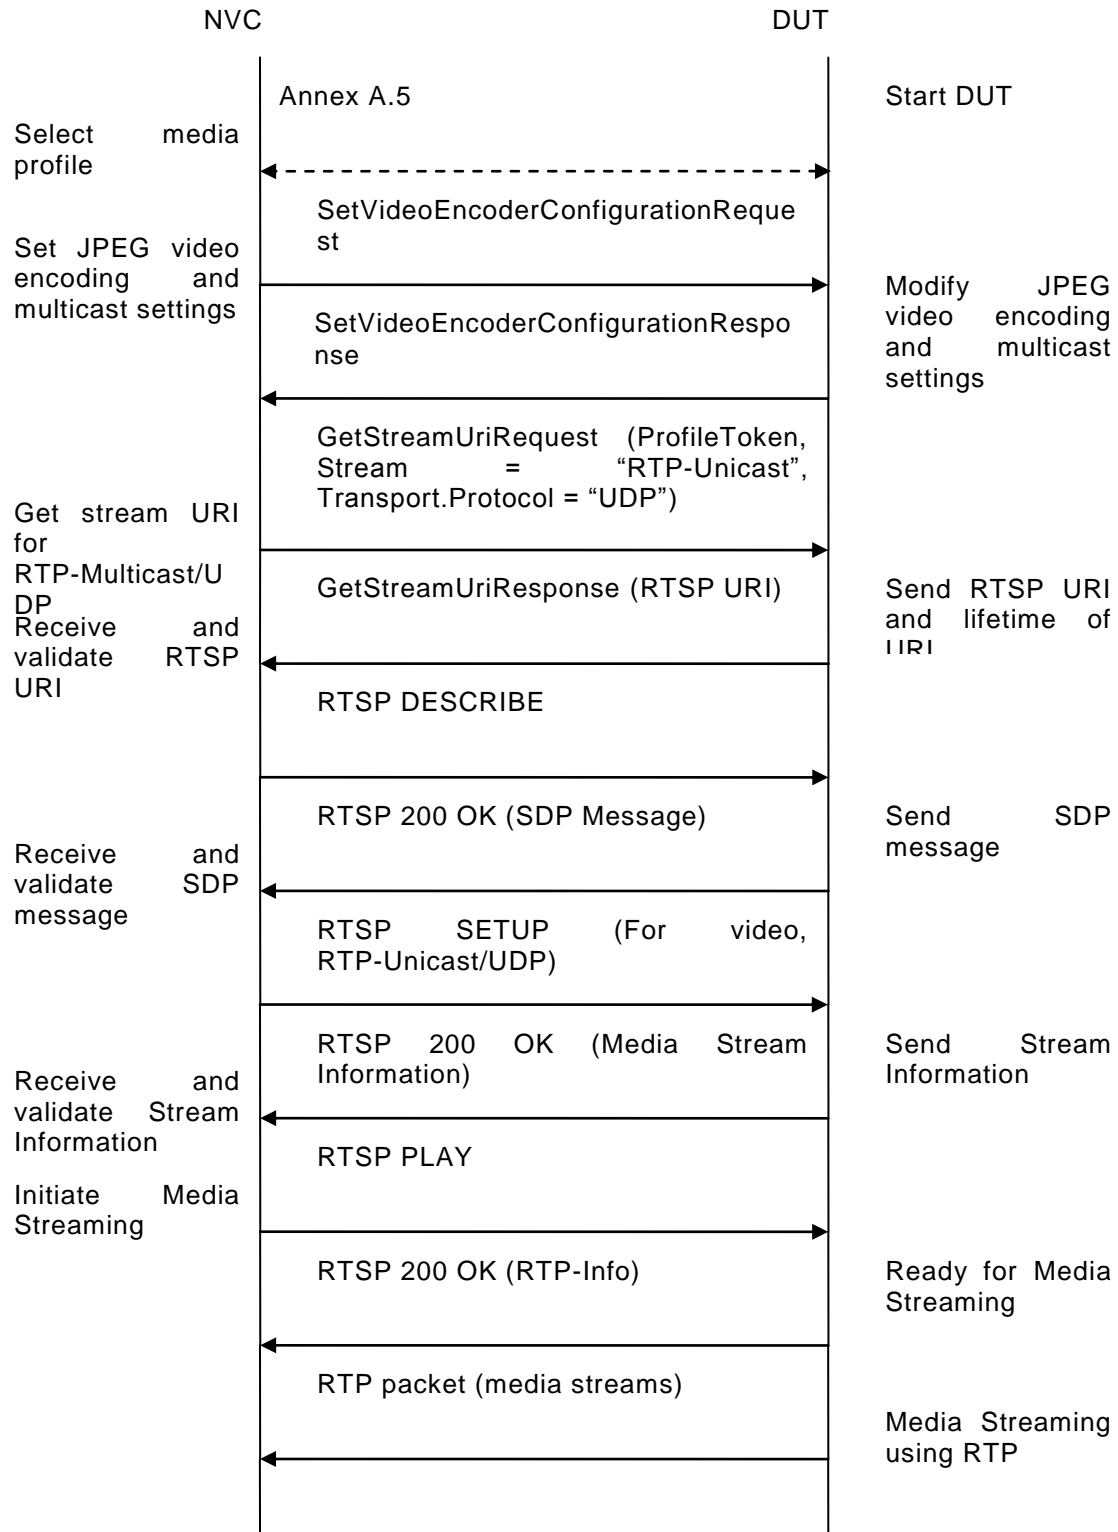 NVC
DUT
Annex A.5
Start DUT
Select media
profile
SetVideoEncoderConfigurationReque
st
Set JPEG video
encoding and
multicast settings
Modify JPEG
video encoding
and multicast
settings
SetVideoEncoderConfigurationRespo
nse
GetStreamUriRequest (ProfileToken,
Stream = “RTP-Unicast”,
Transport.Protocol = “UDP”)
Get stream URI
for
RTP-Multicast/U
DP
GetStreamUriResponse (RTSP URI)
Send RTSP URI
and lifetime of
URI
Receive and
validate RTSP
URI
RTSP DESCRIBE
RTSP 200 OK (SDP Message)
Send SDP
message
Receive and
validate SDP
message
RTSP SETUP (For video,
RTP-Unicast/UDP)
RTSP 200 OK (Media Stream
Information)
Send Stream
Information
Receive and
validate Stream
Information
RTSP PLAY
Initiate Media
Streaming
RTSP 200 OK (RTP-Info)
Ready for Media
Streaming
RTP packet (media streams)
Media Streaming
using RTP